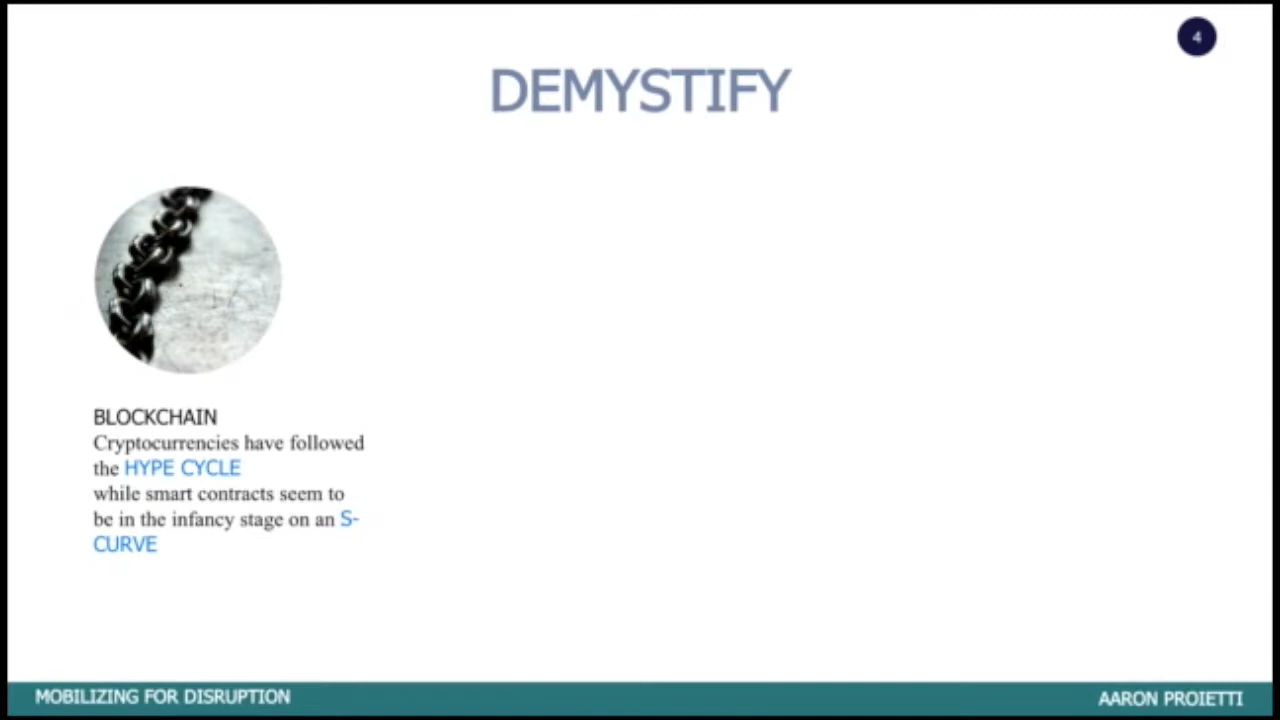 4
DEMYSTIFY
BLOCKCHAIN
Cryptocurrencies have followed
the HYPE CYCLE
while smart contracts seem to
be in the infancy stage on an S-
CURVE
MOBILIZING FOR DISRUPTION
AARON PROIETTI